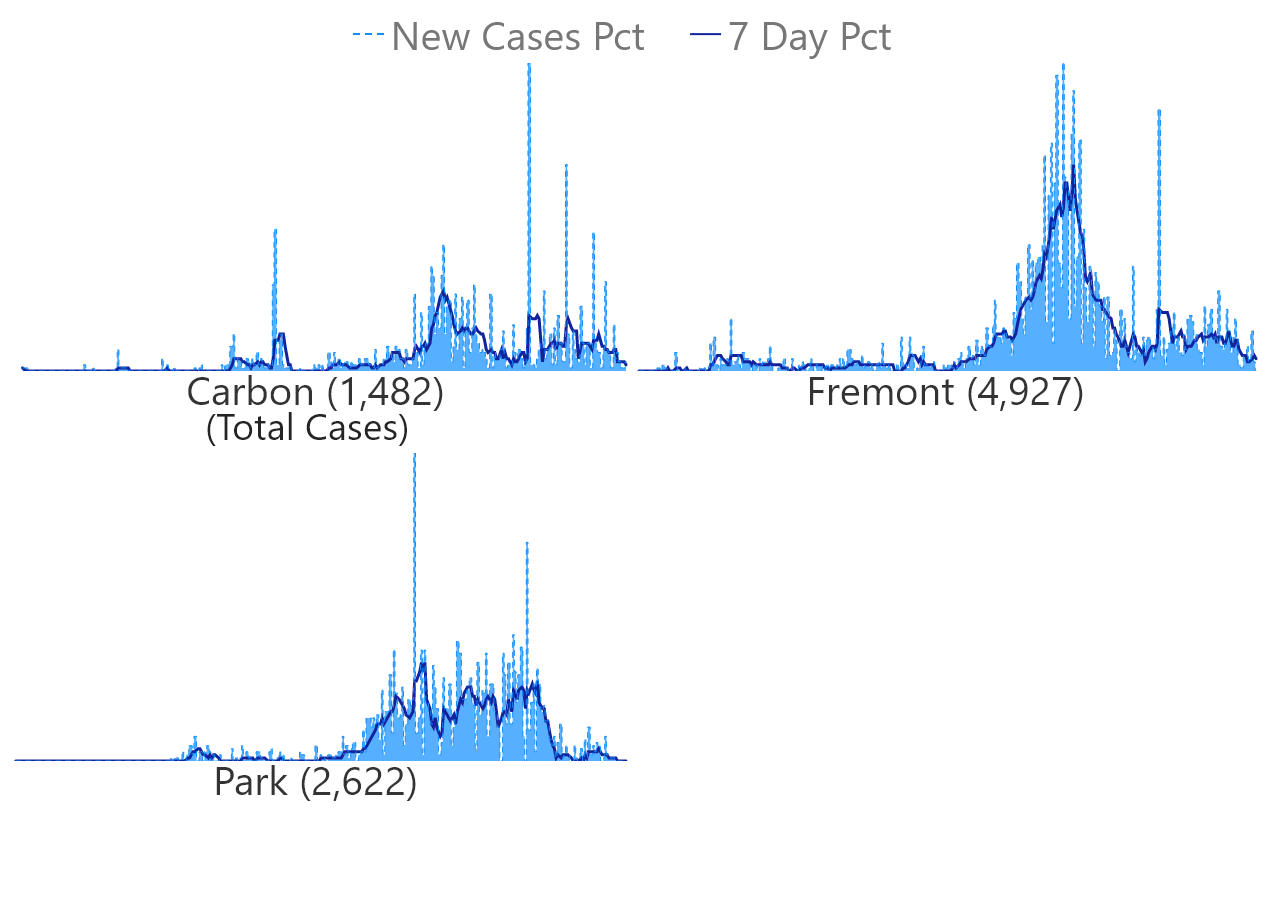 New Cases Pct 7 Day Pct
Carbon (1,482)
(Total Cases)
Fremont (4,927)
Park (2,622)